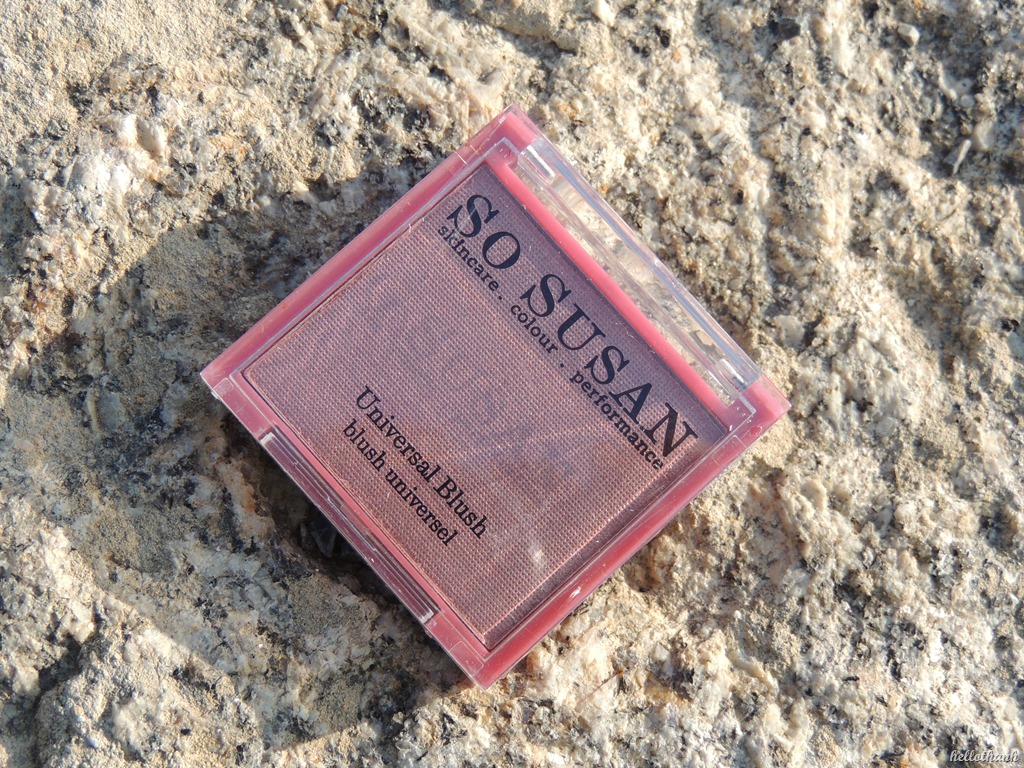 SO SUSAN
skincare. colour. performance
Universal Blush
blush universel
hellothanh